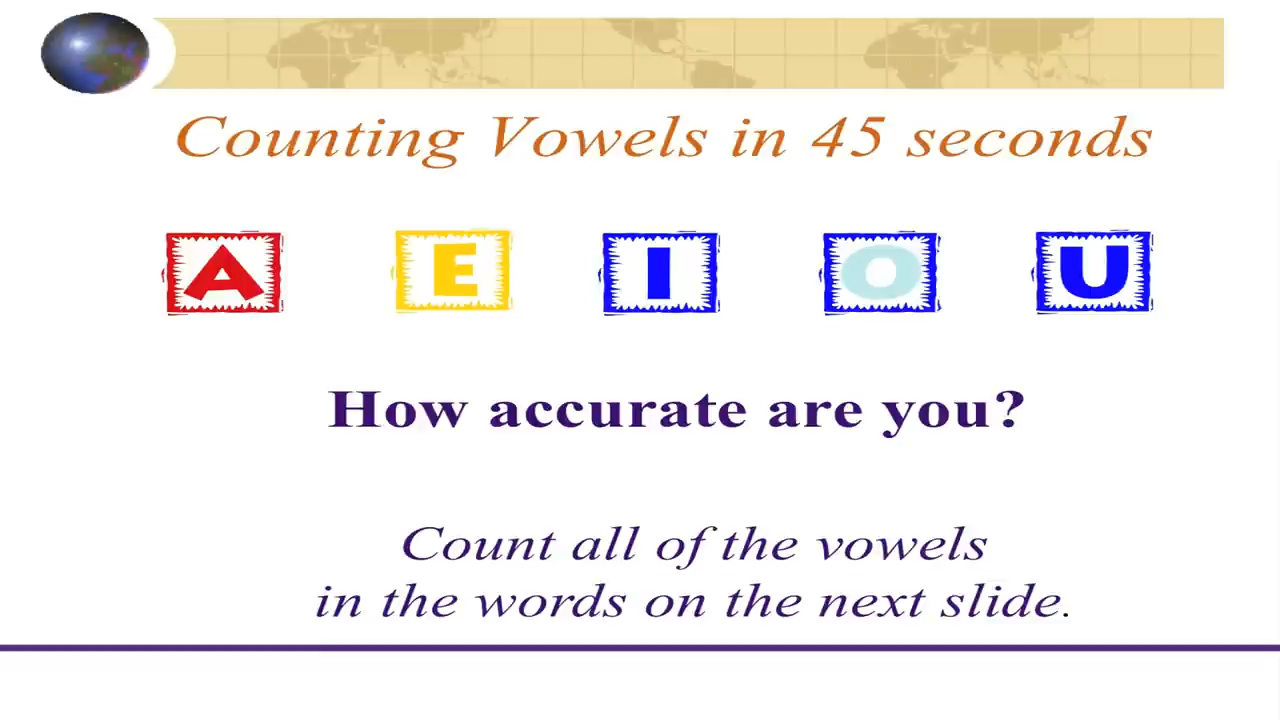 Counting Vowels in 45 seconds
A E I O U
How accurate are you?
Count all of the vowels
in the words on the next slide.